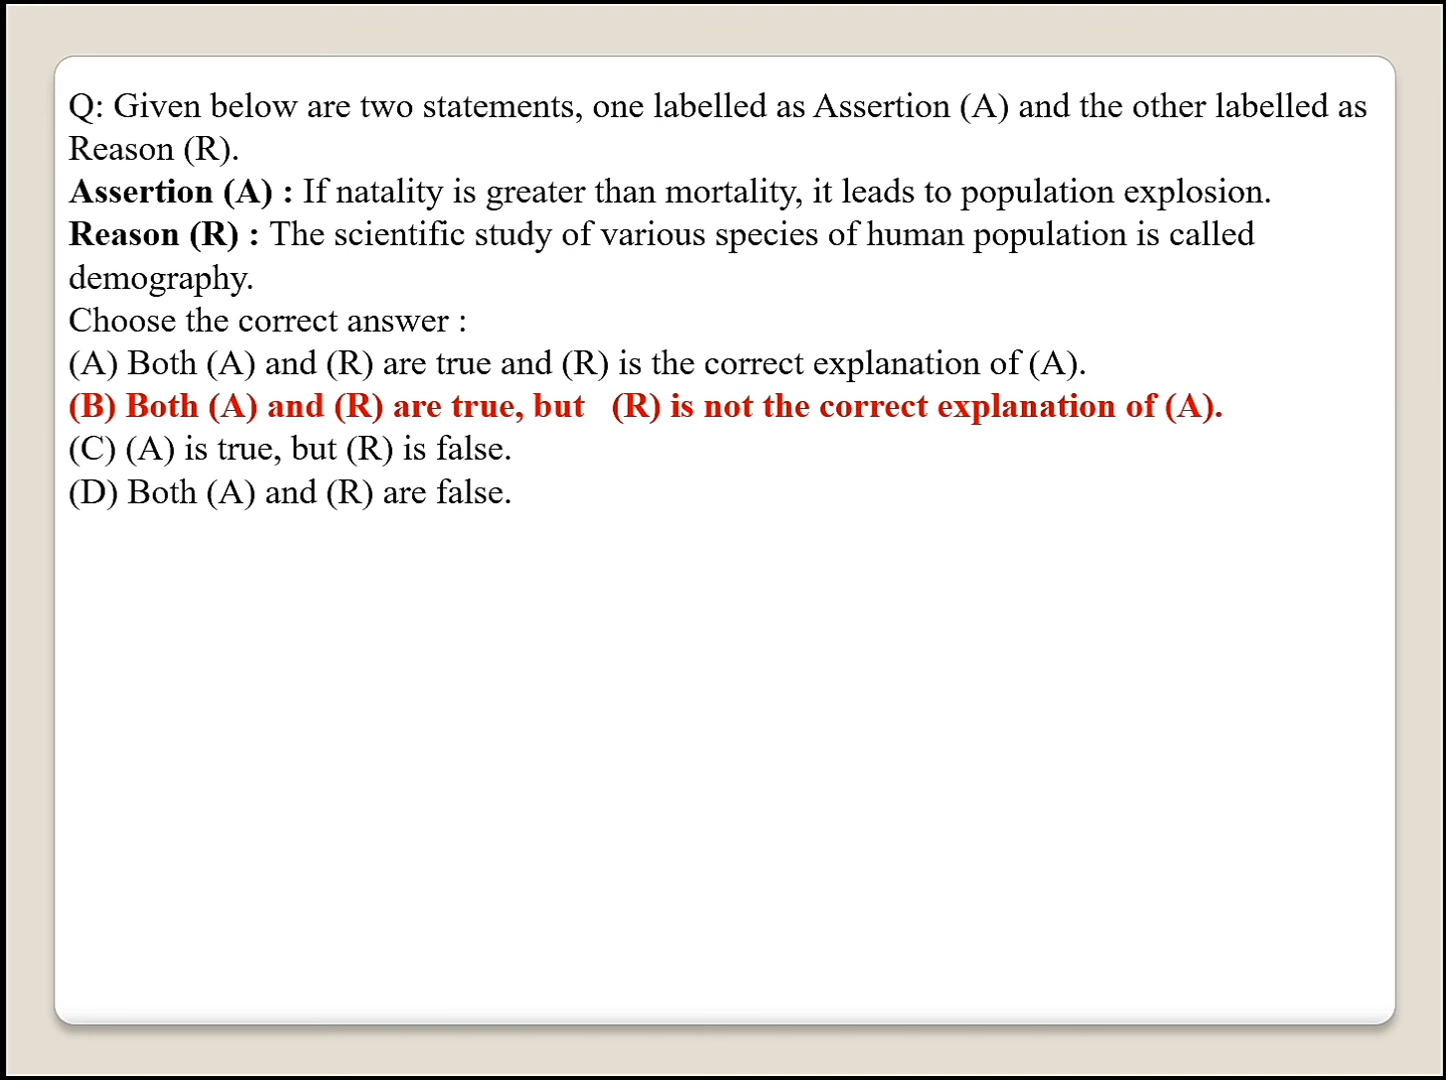 Q: Given below are two statements, one labelled as Assertion (A) and the other labelled as
Reason (R).
Assertion (A) : If natality is greater than mortality, it leads to population explosion.
Reason (R) : The scientific study of various species of human population is called
demography.
Choose the correct answer :
(A) Both (A) and (R) are true and (R) is the correct explanation of (A).
(B) Both (A) and (R) are true, but (R) is not the correct explanation of (A).
(C) (A) is true, but (R) is false.
(D) Both (A) and (R) are false.